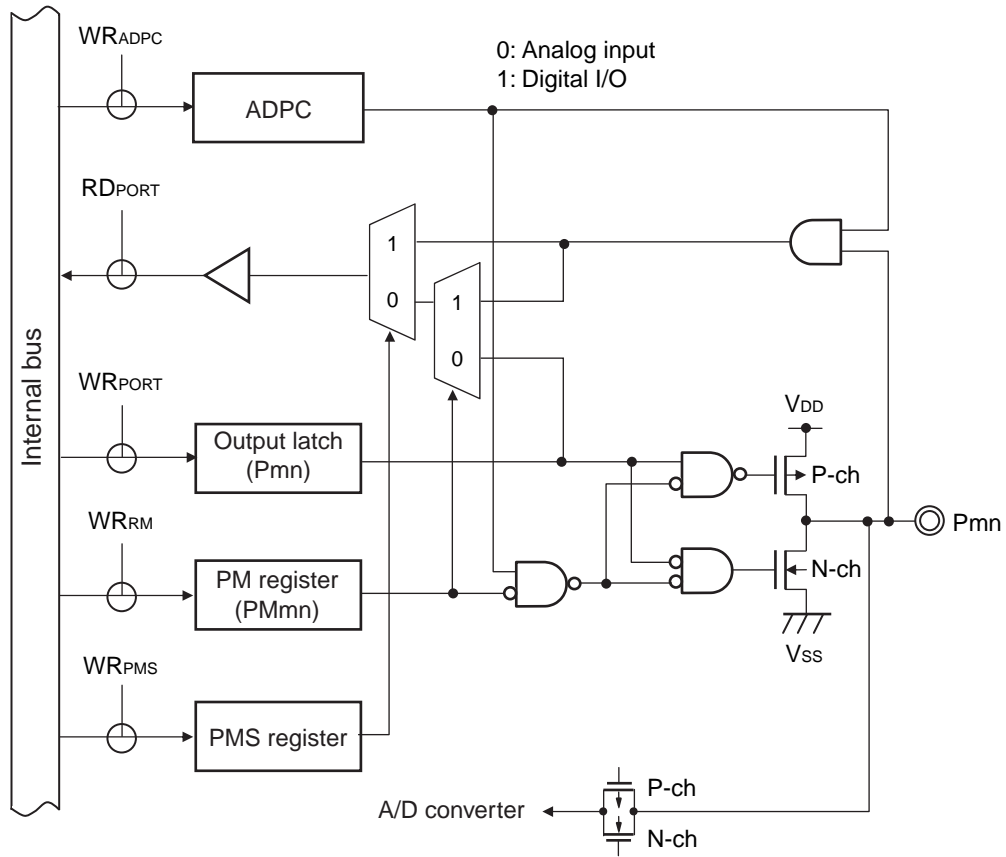 WRADPC
0: Analog input
1: Digital I/O
ADPC
RDPORT
1
0
1
0
Internal bus
WRPORT
Output latch
(Pmn)
VDD
P-ch
Pmn
WRRM
PM register
(PMmn)
N-ch
VSS
WRPMS
PMS register
P-ch
A/D converter
N-ch